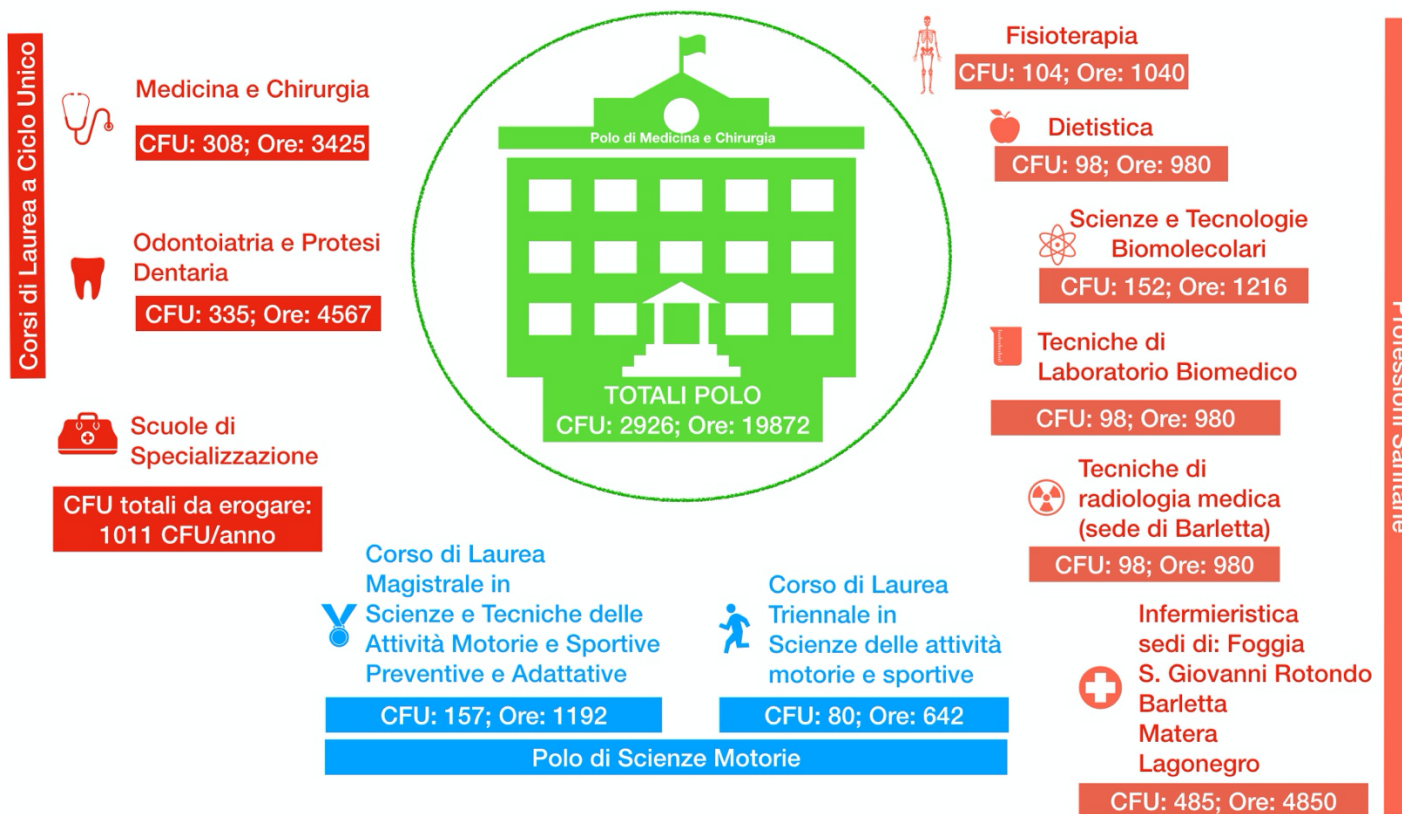 Corsi di Laurea a Ciclo Unico
Medicina e Chirurgia
CFU: 308; Ore: 3425
Odontoiatria e Protesi
Dentaria
CFU: 335; Ore: 4567
Scuole di
Specializzazione
CFU totali da erogare:
1011 CFU/anno
Polo di Medicina e Chirurgia
TOTALI POLO
CFU: 2926; Ore: 19872
Corso di Laurea
Magistrale in
Scienze e Tecniche delle
Attività Motorie e Sportive
Preventive e Adattative
CFU: 157; Ore: 1192
Corso di Laurea
Triennale in
Scienze delle attività
motorie e sportive
CFU: 80; Ore: 642
Polo di Scienze Motorie
Fisioterapia
CFU: 104; Ore: 1040
Dietistica
CFU: 98; Ore: 980
Scienze e Tecnologie
Biomolecolari
CFU: 152; Ore: 1216
Tecniche di
Laboratorio Biomedico
CFU: 98; Ore: 980
Tecniche di
radiologia medica
(sede di Barletta)
CFU: 98; Ore: 980
Infermieristica
sedi di: Foggia
S. Giovanni Rotondo
Barletta
Matera
Lagonegro
CFU: 485; Ore: 4850
Professioni Sanitarie